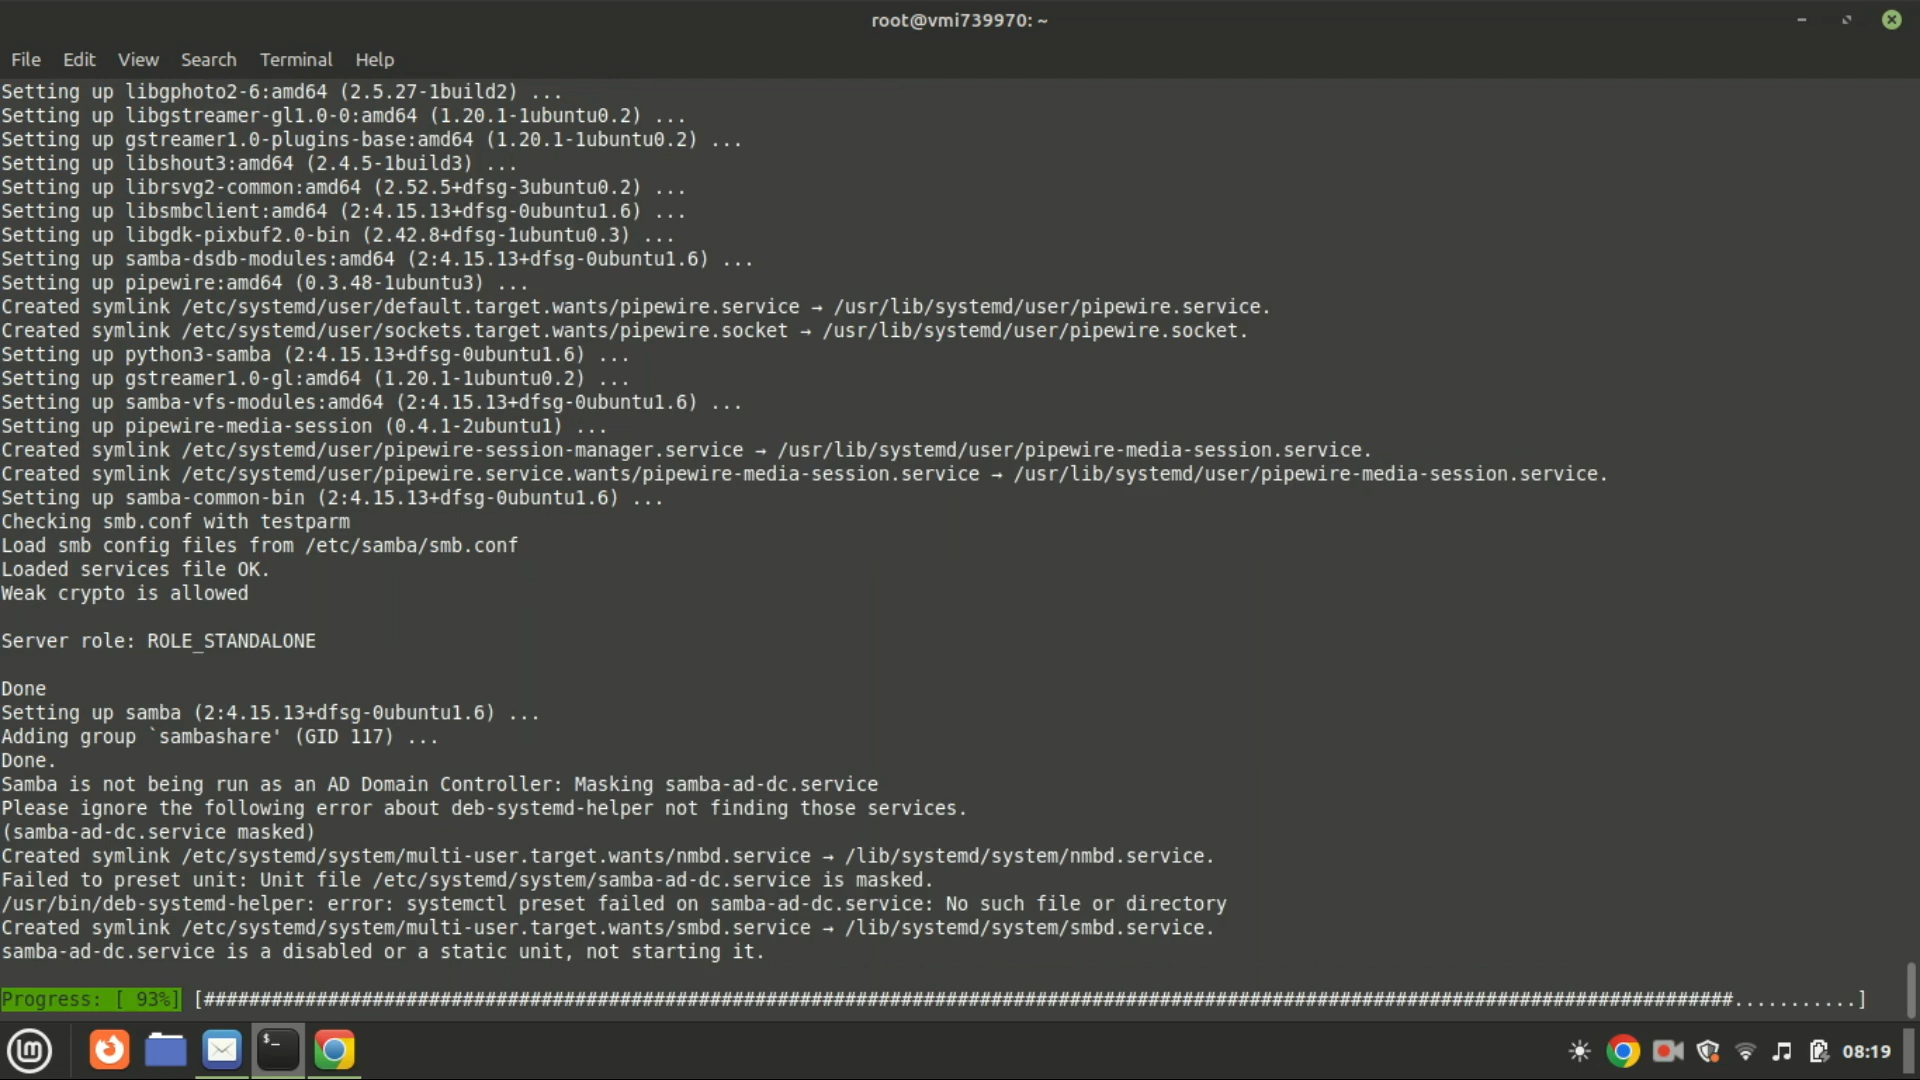 root@vmi739970: ~
File Edit View Search Terminal Help
Setting up libgphoto2-6:amd64 (2.5.27-1build2) ...
Setting up libgstreamer-gl1.0-0:amd64 (1.20.1-1ubuntu0.2) ...
Setting up gstreamer1.0-plugins-base:amd64 (1.20.1-1ubuntu0.2) ...
Setting up libshout3:amd64 (2.4.5-1build3) ...
Setting up librsvg2-common:amd64 (2.52.5+dfsg-3ubuntu0.2) ...
Setting up libsmbclient:amd64 (2:4.15.13+dfsg-0ubuntu1.6) ...
Setting up libgdk-pixbuf2.0-bin (2.42.8+dfsg-1ubuntu0.3) ...
Setting up samba-dsdb-modules:amd64 (2:4.15.13+dfsg-0ubuntu1.6) ...
Setting up pipewire:amd64 (0.3.48-1ubuntu3) ...
Created symlink /etc/systemd/user/default.target.wants/pipewire.service → /usr/lib/systemd/user/pipewire.service.
Created symlink /etc/systemd/user/sockets.target.wants/pipewire.socket → /usr/lib/systemd/user/pipewire.socket.
Setting up python3-samba (2:4.15.13+dfsg-0ubuntu1.6) ...
Setting up gstreamer1.0-gl:amd64 (1.20.1-1ubuntu0.2) ...
Setting up samba-vfs-modules:amd64 (2:4.15.13+dfsg-0ubuntu1.6) ...
Setting up pipewire-media-session (0.4.1-2ubuntu1) ...
Created symlink /etc/systemd/user/pipewire-session-manager.service → /usr/lib/systemd/user/pipewire-media-session.service.
Created symlink /etc/systemd/user/pipewire.service.wants/pipewire-media-session.service → /usr/lib/systemd/user/pipewire-media-session.service.
Setting up samba-common-bin (2:4.15.13+dfsg-0ubuntu1.6) ...
Checking smb.conf with testparm
Load smb config files from /etc/samba/smb.conf
Loaded services file OK.
Weak crypto is allowed
Server role: ROLE_STANDALONE
Done
Setting up samba (2:4.15.13+dfsg-0ubuntu1.6) ...
Adding group `sambashare' (GID 117) ...
Done.
Samba is not being run as an AD Domain Controller: Masking samba-ad-dc.service
Please ignore the following error about deb-systemd-helper not finding those services.
(samba-ad-dc.service masked)
Created symlink /etc/systemd/system/multi-user.target.wants/nmbd.service → /lib/systemd/system/nmbd.service.
Failed to preset unit: Unit file /etc/systemd/system/samba-ad-dc.service is masked.
/usr/bin/deb-systemd-helper: error: systemctl preset failed on samba-ad-dc.service: No such file or directory
Created symlink /etc/systemd/system/multi-user.target.wants/smbd.service → /lib/systemd/system/smbd.service.
samba-ad-dc.service is a disabled or a static unit, not starting it.
Progress: [ 93%] [########################################################################################################################################...........]
08:19